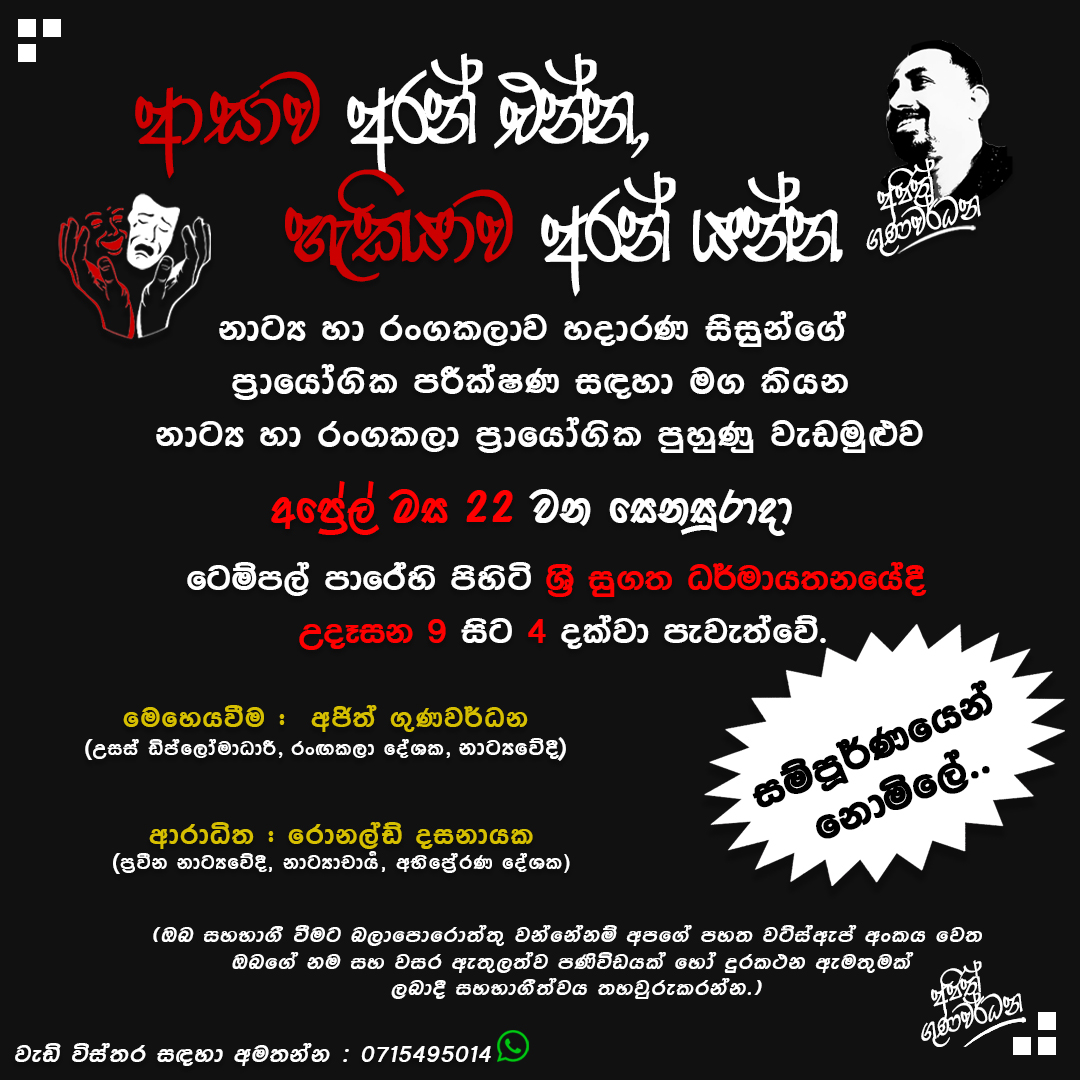 ආසාව අරන් එන්න,
හැකියාව අරන් යන්න
අජිත්
ගුණවර්ධන
නාට්‍ය හා රංගකලාව හදාරණ සිසුන්ගේ
ප්‍රායෝගික පරීක්ෂණ සඳහා මග කියන
නාට්‍ය හා රංගකලා ප්‍රායෝගික පුහුණු වැඩමුළුව
අප්‍රේල් මස 22 වන සෙනසුරාදා
ටෙම්පල් පාරේහි පිහිටි ශ්‍රී සුගත ධර්මායතනයේදී
උදෑසන 9 සිට 4 දක්වා පැවැත්වේ.
මෙහෙයවීම : අජිත් ගුණවර්ධන
(උසස් ඩිප්ලෝමාධාරී, රංඟකලා දේශක, නාට්‍යවේදී)
සම්පූර්ණයෙන්
නොමිලේ..
ආරාධිත : රොනල්ඩ් දසනායක
(ප්‍රවීන නාට්‍යවේදී, නාට්‍යාචාර්‍ය, අභිප්‍රේරණ දේශක)
(ඔබ සහභාගී වීමට බලාපොරොත්තු වන්නේනම් අපගේ පහත වට්ස්ඇප් අංකය වෙත
ඔබගේ නම සහ වසර ඇතුලත්ව පණිවිඩයක් හෝ දුරකථන ඇමතුමක්
ලබාදී සහභාගීත්වය තහවුරුකරන්න.)
අජිත්
ගුණවර්ධන
වැඩි විස්තර සඳහා අමතන්න : 0715495014